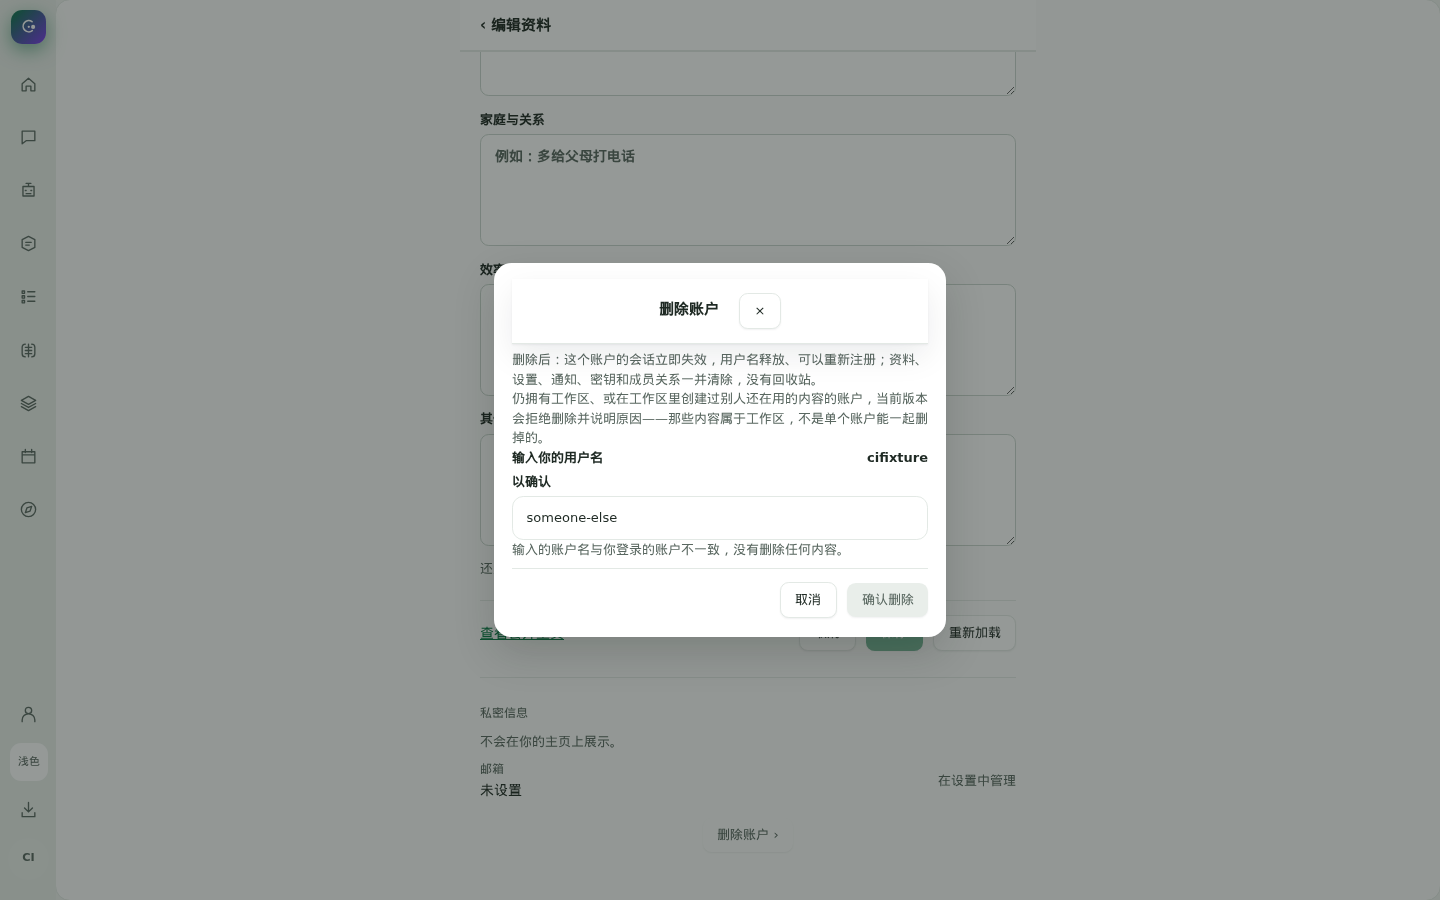 ‹ 编辑资料
家庭与关系
例如：多给父母打电话
删除账户
×
删除后：这个账户的会话立即失效，用户名释放、可以重新注册；资料、
设置、通知、密钥和成员关系一并清除，没有回收站。
仍拥有工作区、或在工作区里创建过别人还在用的内容的账户，当前版本
会拒绝删除并说明原因——那些内容属于工作区，不是单个账户能一起删
掉的。
输入你的用户名 cifixture
以确认
someone-else
输入的账户名与你登录的账户不一致，没有删除任何内容。
取消 确认删除
其
还
重新加载
私密信息
不会在你的主页上展示。
邮箱
未设置
在设置中管理
删除账户 ›
浅色
CI